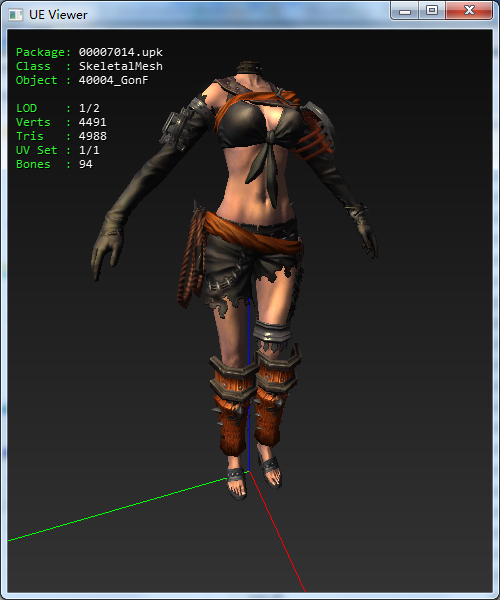 UE Viewer
Package: 00007014.upk
Class  : SkeletalMesh
Object : 40004_GonF
LOD    : 1/2
Verts  : 4491
Tris   : 4988
UV Set : 1/1
Bones  : 94